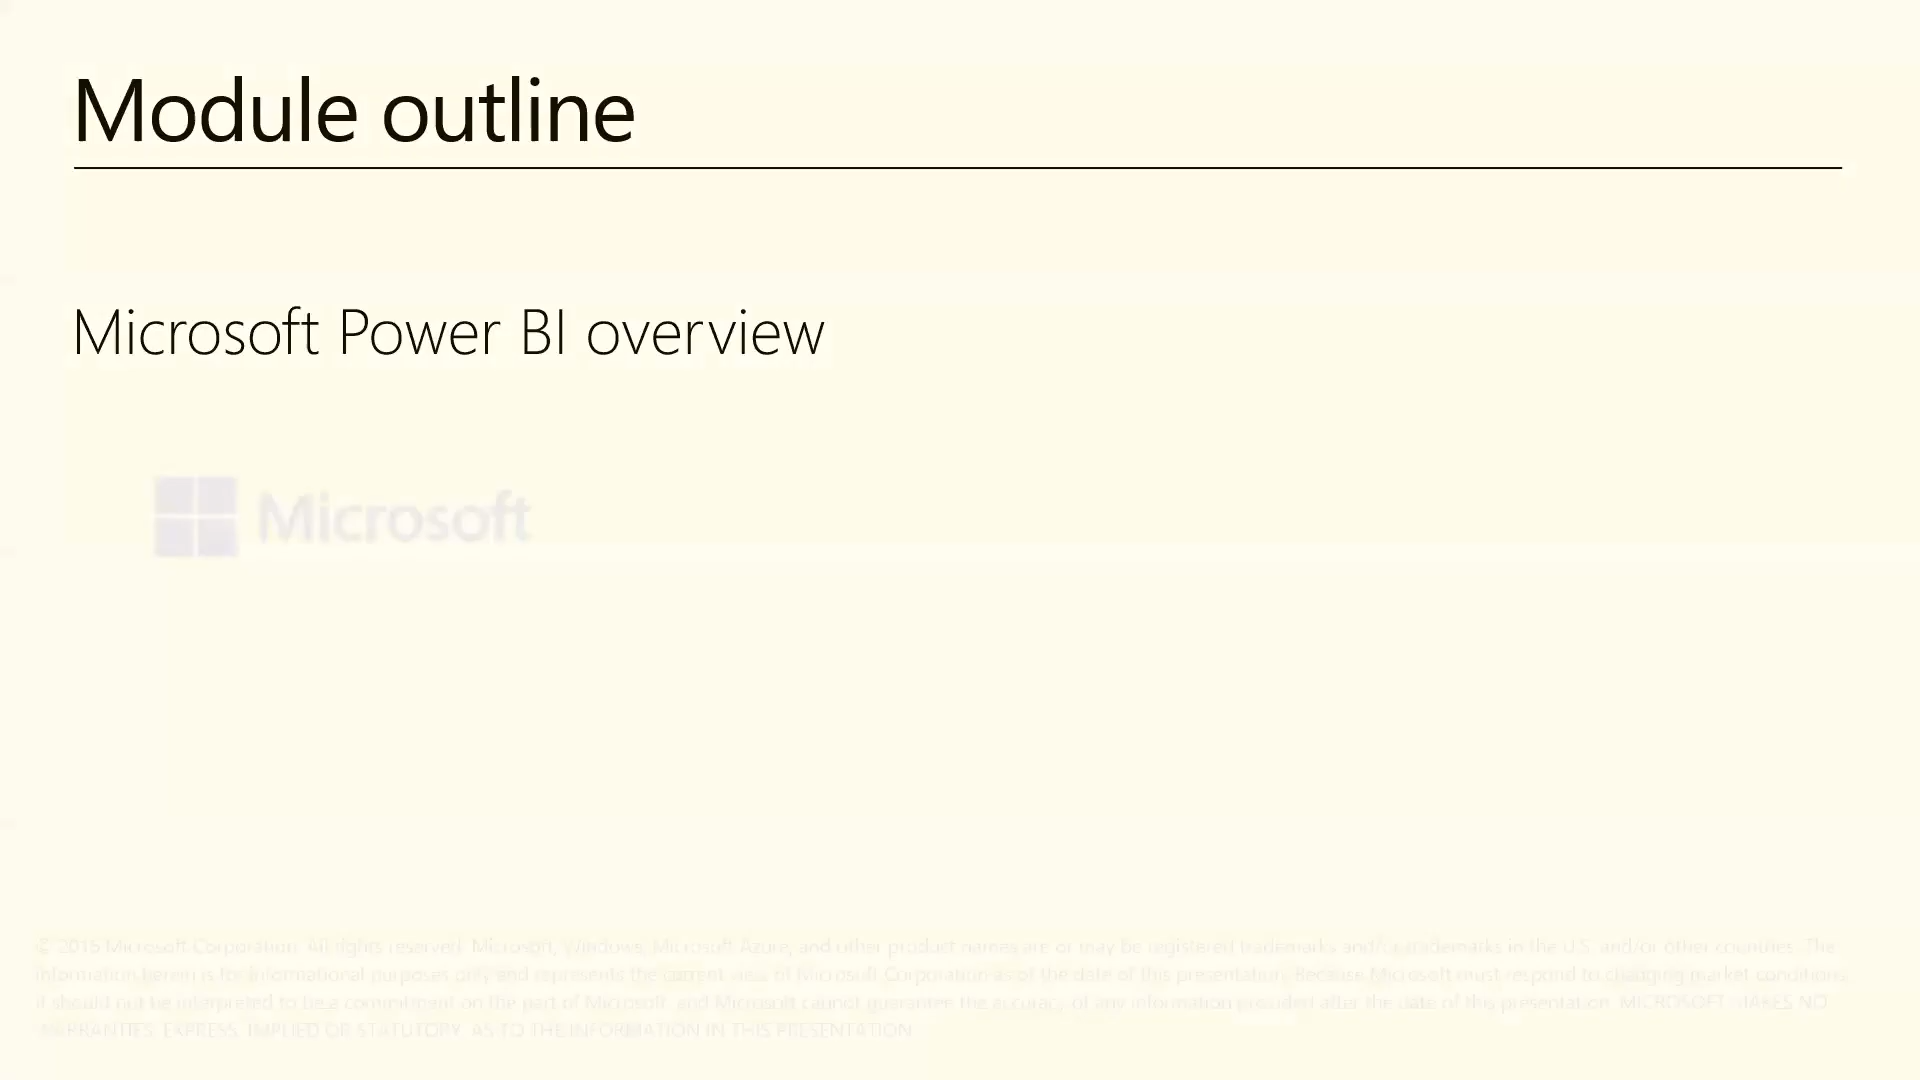 Module outline
Microsoft Power BI overview
Microsoft
© 2016 Microsoft Corporation. All rights reserved. Microsoft, Windows, Microsoft Azure, and other product names are or may be registered trademarks and/or trademarks in the U.S. and/or other countries. The
information herein is for informational purposes only and represents the current view of Microsoft Corporation as of the date of this presentation. Because Microsoft must respond to changing market conditions,
it should not be interpreted to be a commitment on the part of Microsoft, and Microsoft cannot guarantee the accuracy of any information provided after the date of this presentation. MICROSOFT MAKES NO
WARRANTIES, EXPRESS, IMPLIED OR STATUTORY, AS TO THE INFORMATION IN THIS PRESENTATION.